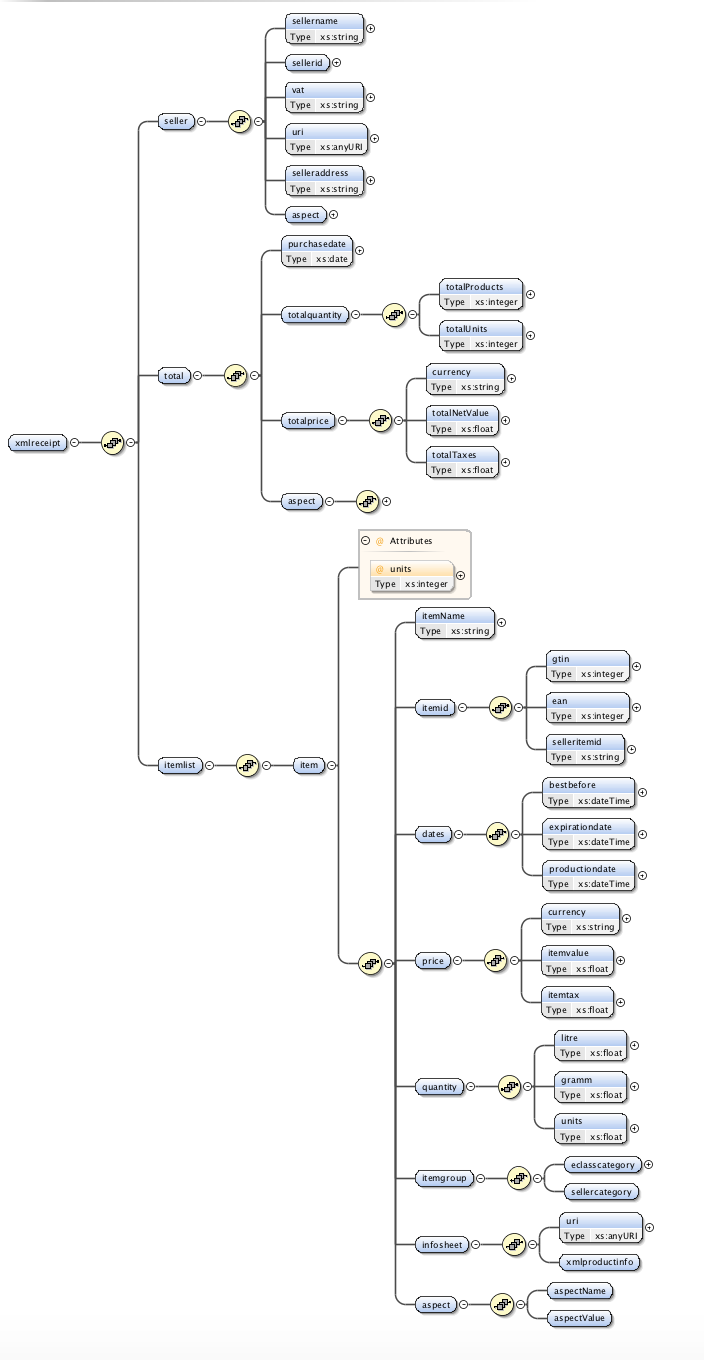 sellername
Type xs:string
sellerid
vat
Type xs:string
uri
Type xs:anyURI
seller
selleraddress
Type xs:string
aspect
purchasedate
Type xs:date
totalProducts
Type xs:integer
totalquantity
totalUnits
Type xs:integer
total
currency
Type xs:string
totalprice
totalNetValue
Type xs:float
totalTaxes
Type xs:float
xmlreceipt
aspect
@ Attributes
@ units
Type xs:integer
itemName
Type xs:string
gtin
Type xs:integer
itemid
ean
Type xs:integer
selleritemid
Type xs:string
itemlist
item
bestbefore
Type xs:dateTime
dates
expirationdate
Type xs:dateTime
productiondate
Type xs:dateTime
currency
Type xs:string
price
itemvalue
Type xs:float
itemtax
Type xs:float
litre
Type xs:float
quantity
gramm
Type xs:float
units
Type xs:float
eclasscategory
itemgroup
sellercategory
uri
Type xs:anyURI
infosheet
xmlproductinfo
aspectName
aspect
aspectValue